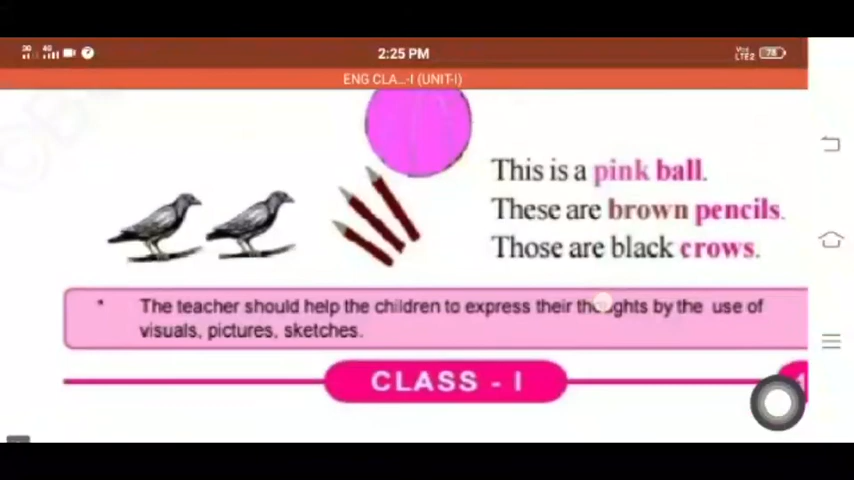 2:25 PM
78
ENG CLA...-I (UNIT-I)
This is a pink ball.
These are brown pencils.
Those are black crows.
* The teacher should help the children to express their thoughts by the use of
visuals, pictures, sketches.
CLASS - I